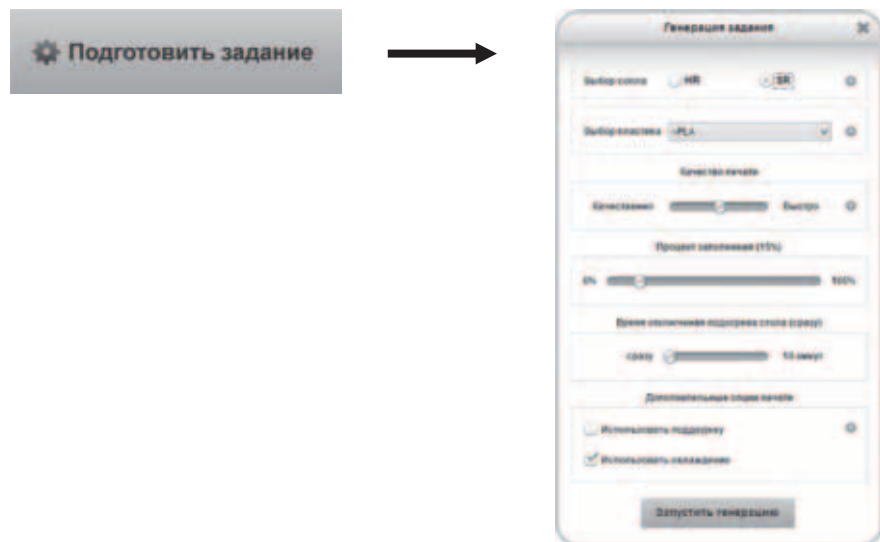 Подготовить задание
Генерация задания
Выбор сопла HR SR
Выбор пластика PLA
Качество печати
Качественно Быстро
Процент заполнения (15%)
0% 100%
Время отключения подогрева стола (сразу)
сразу 10 минут
Дополнительные опции печати
Использовать поддержку
Использовать охлаждение
Запустить генерацию